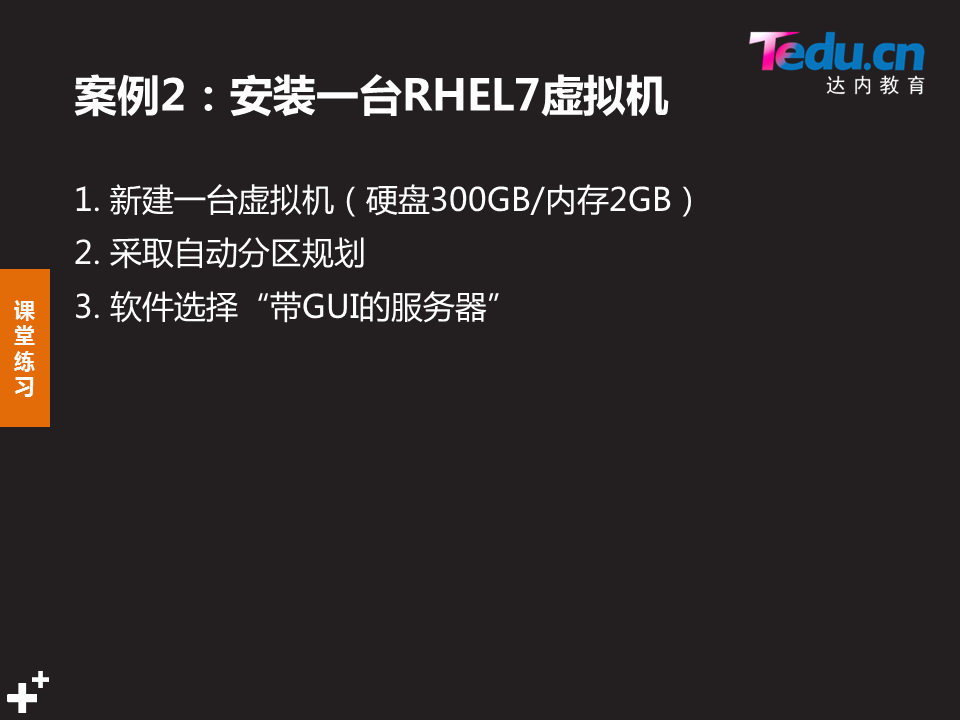 Tedu.cn
达内教育
案例2：安装一台RHEL7虚拟机
1. 新建一台虚拟机（硬盘300GB/内存2GB）
2. 采取自动分区规划
3. 软件选择“带GUI的服务器”
课堂练习